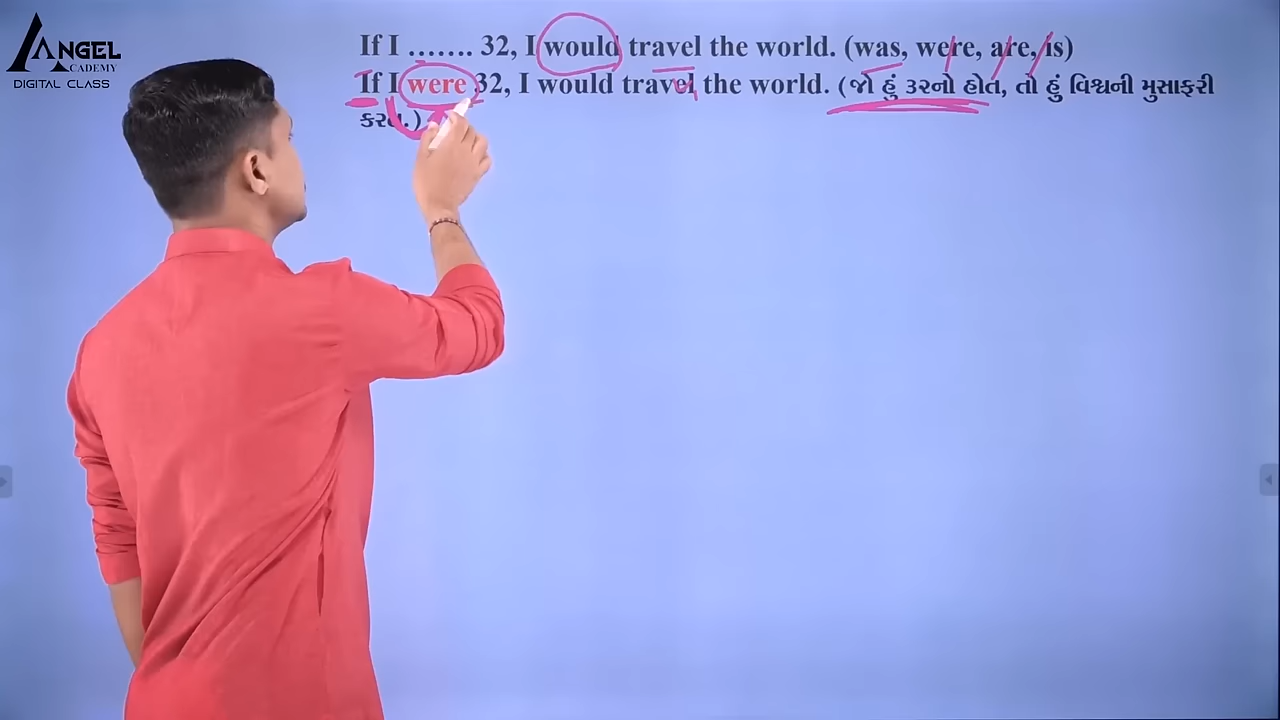 ANGEL
ACADEMY
DIGITAL CLASS
If I ....... 32, I would travel the world. (was, were, are, is)
If I were 32, I would travel the world. (જો હું ૩૨નો હોત, તો હું વિશ્વની મુસાફરી
કરત.)